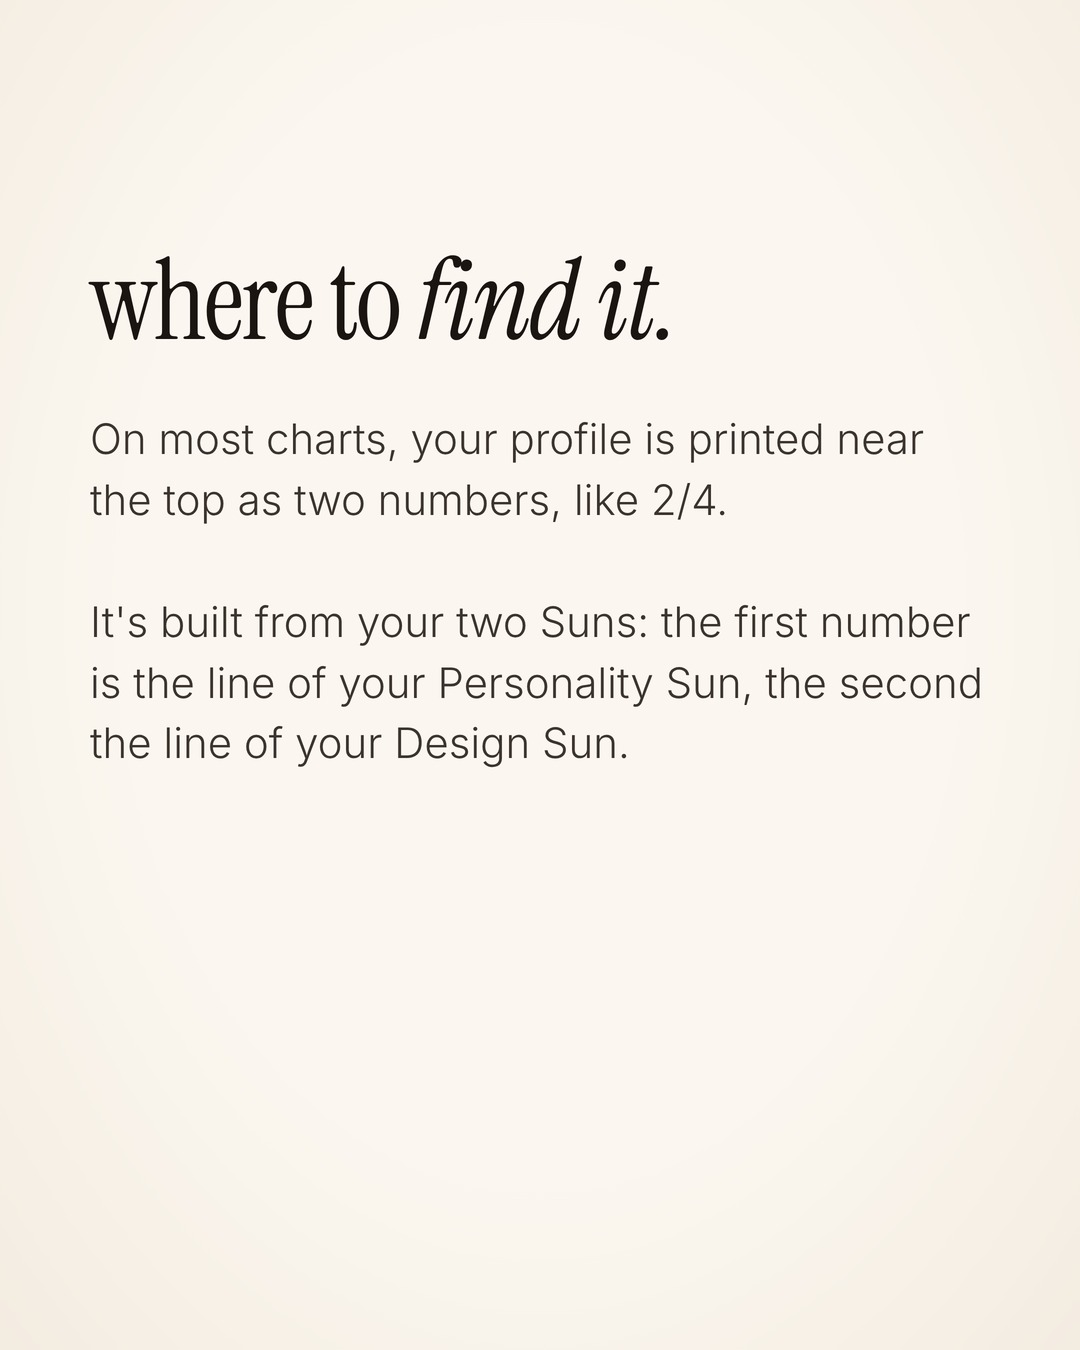 where to find it.
On most charts, your profile is printed near
the top as two numbers, like 2/4.
It's built from your two Suns: the first number
is the line of your Personality Sun, the second
the line of your Design Sun.